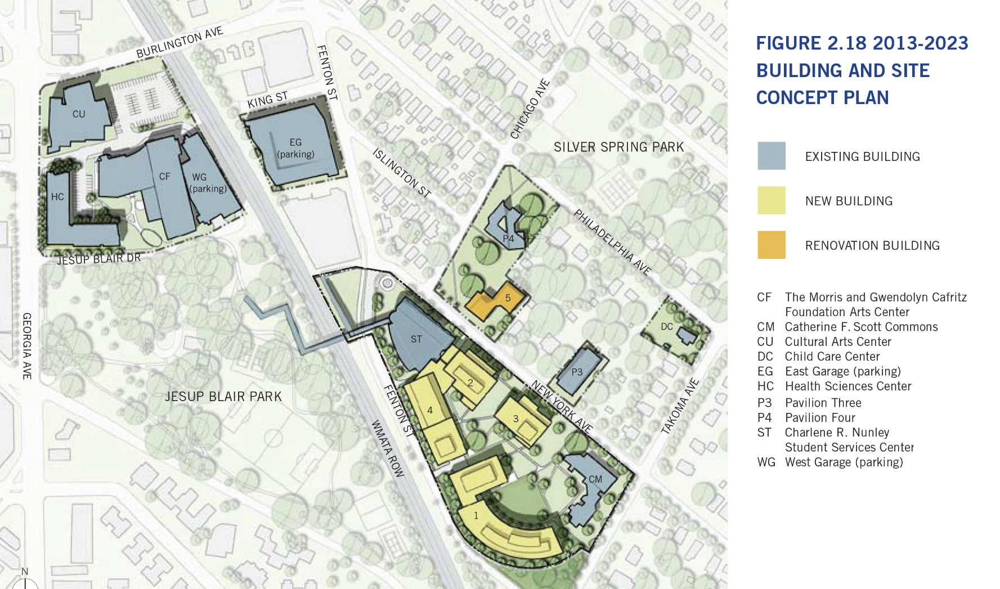 FIGURE 2.18 2013-2023
BUILDING AND SITE
CONCEPT PLAN
EXISTING BUILDING
NEW BUILDING
RENOVATION BUILDING
CF The Morris and Gwendolyn Cafritz
Foundation Arts Center
CM Catherine F. Scott Commons
CU Cultural Arts Center
DC Child Care Center
EG East Garage (parking)
HC Health Sciences Center
P3 Pavilion Three
P4 Pavilion Four
ST Charlene R. Nunley
Student Services Center
WG West Garage (parking)
BURLINGTON AVE
FENTON ST
KING ST
CHICAGO AVE
CU
EG
(parking)
SILVER SPRING PARK
ISLINGTON ST
CF
WG
(parking)
HC
PHILADELPHIA AVE
P4
JESUP BLAIR DR
5
GEORGIA AVE
DC
ST
P3
2
NEW YORK AVE
TAKOMA AVE
JESUP BLAIR PARK
FENTON ST
4
3
WMATA ROW
CM
1
N